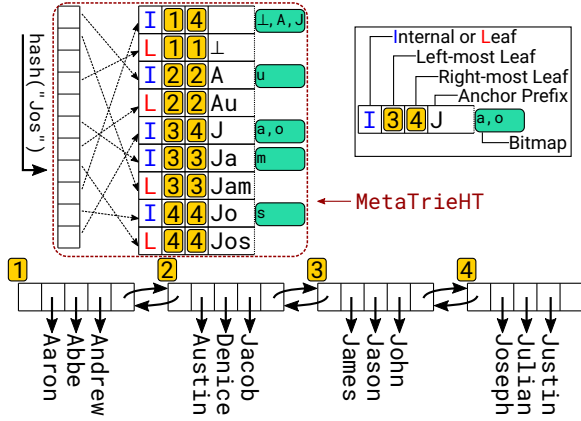 hash("Jos")
I 1 4 ⊥,A,J
L 1 1 ⊥
I 2 2 A u
L 2 2 Au
I 3 4 J a,o
I 3 3 Ja m
L 3 3 Jam
I 4 4 Jo s
L 4 4 Jos
Internal or Leaf
Left-most Leaf
Right-most Leaf
Anchor Prefix
I 3 4 J a,o
Bitmap
MetaTrieHT
1 2 3 4
Aaron
Abbe
Andrew
Austin
Denice
Jacob
James
Jason
John
Joseph
Julian
Justin